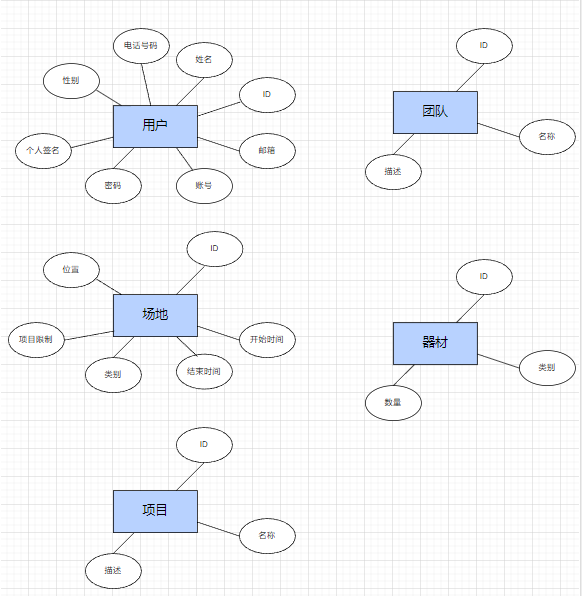 电话号码
姓名
性别
ID
用户
个人签名
邮箱
密码
账号
ID
团队
名称
描述
ID
位置
场地
项目限制
开始时间
类别
结束时间
ID
器材
类别
数量
ID
项目
名称
描述